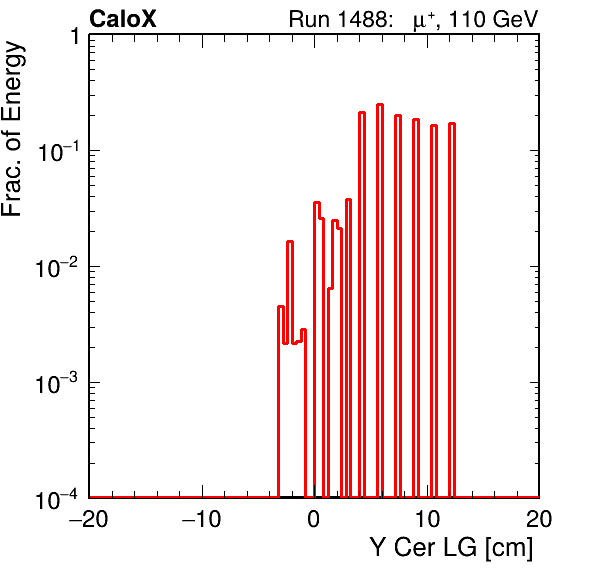 CaloX Run 1488: μ⁺, 110 GeV
Frac. of Energy
1
10⁻¹
10⁻²
10⁻³
10⁻⁴
−20 −10 0 10 20
Y Cer LG [cm]